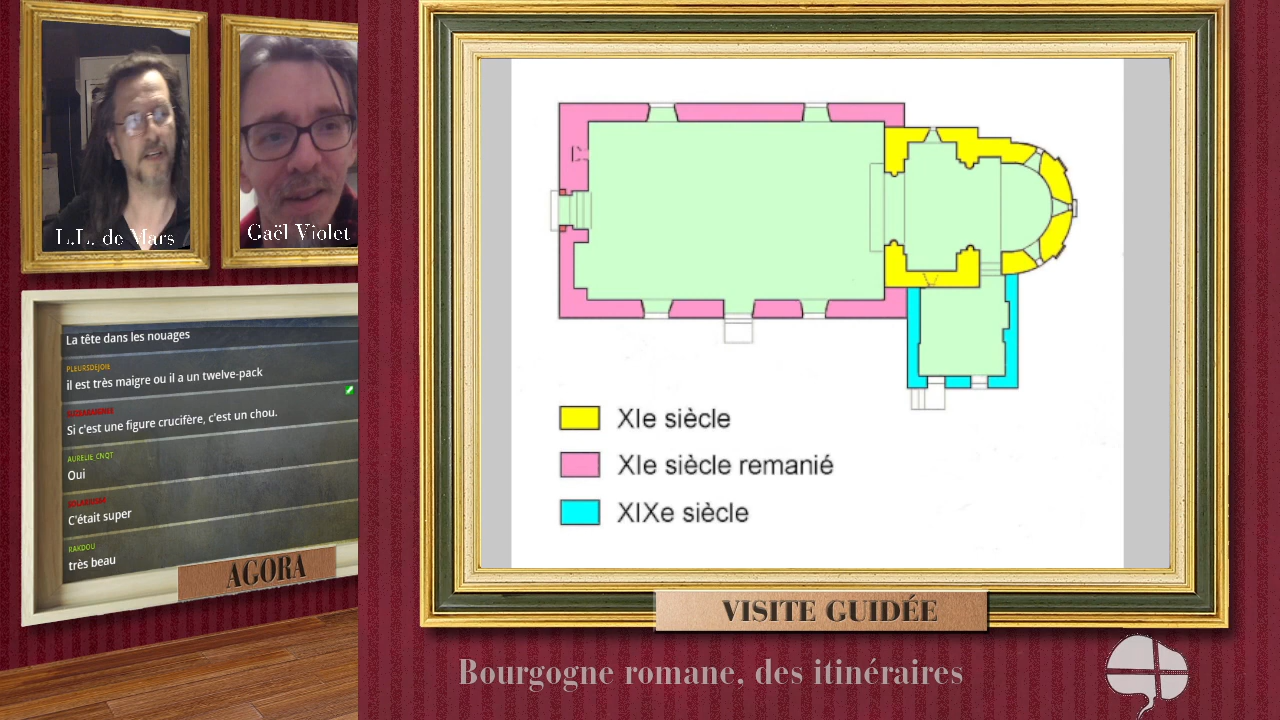 L.L. de Mars
Gaël Violet
La tête dans les nouages
PLEURSDEJOIE
il est très maigre ou il a un twelve-pack
Si c'est une figure crucifère, c'est un chou.
AURELIE CNQT
Oui
C'était super
RAKDOU
très beau
AGORA
XIe siècle
XIe siècle remanié
XIXe siècle
VISITE GUIDÉE
Bourgogne romane, des itinéraires